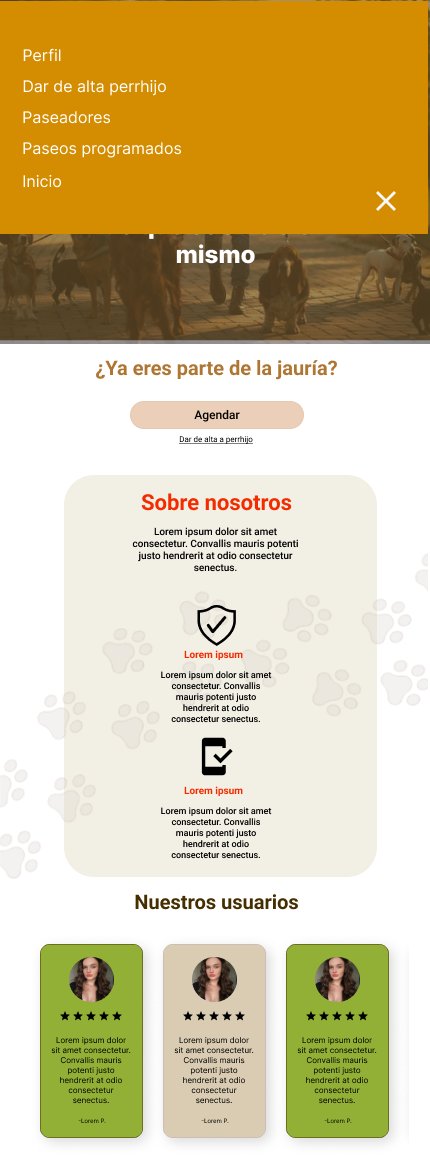 Perfil
Dar de alta perrhijo
Paseadores
Paseos programados
Inicio
mismo
¿Ya eres parte de la jauría?
Agendar
Dar de alta a perrhijo
Sobre nosotros
Lorem ipsum dolor sit amet
consectetur. Convallis mauris potenti
justo hendrerit at odio consectetur
senectus.
Lorem ipsum
Lorem ipsum dolor sit amet
consectetur. Convallis
mauris potenti justo
hendrerit at odio
consectetur senectus.
Lorem ipsum
Lorem ipsum dolor sit amet
consectetur. Convallis
mauris potenti justo
hendrerit at odio
consectetur senectus.
Nuestros usuarios
Lorem ipsum dolor
sit amet consectetur.
Convallis mauris
potenti justo
hendrerit at odio
consectetur
senectus.
-Lorem P.
Lorem ipsum dolor
sit amet consectetur.
Convallis mauris
potenti justo
hendrerit at odio
consectetur
senectus.
-Lorem P.
Lorem ipsum dolor
sit amet consectetur.
Convallis mauris
potenti justo
hendrerit at odio
consectetur
senectus.
-Lorem P.